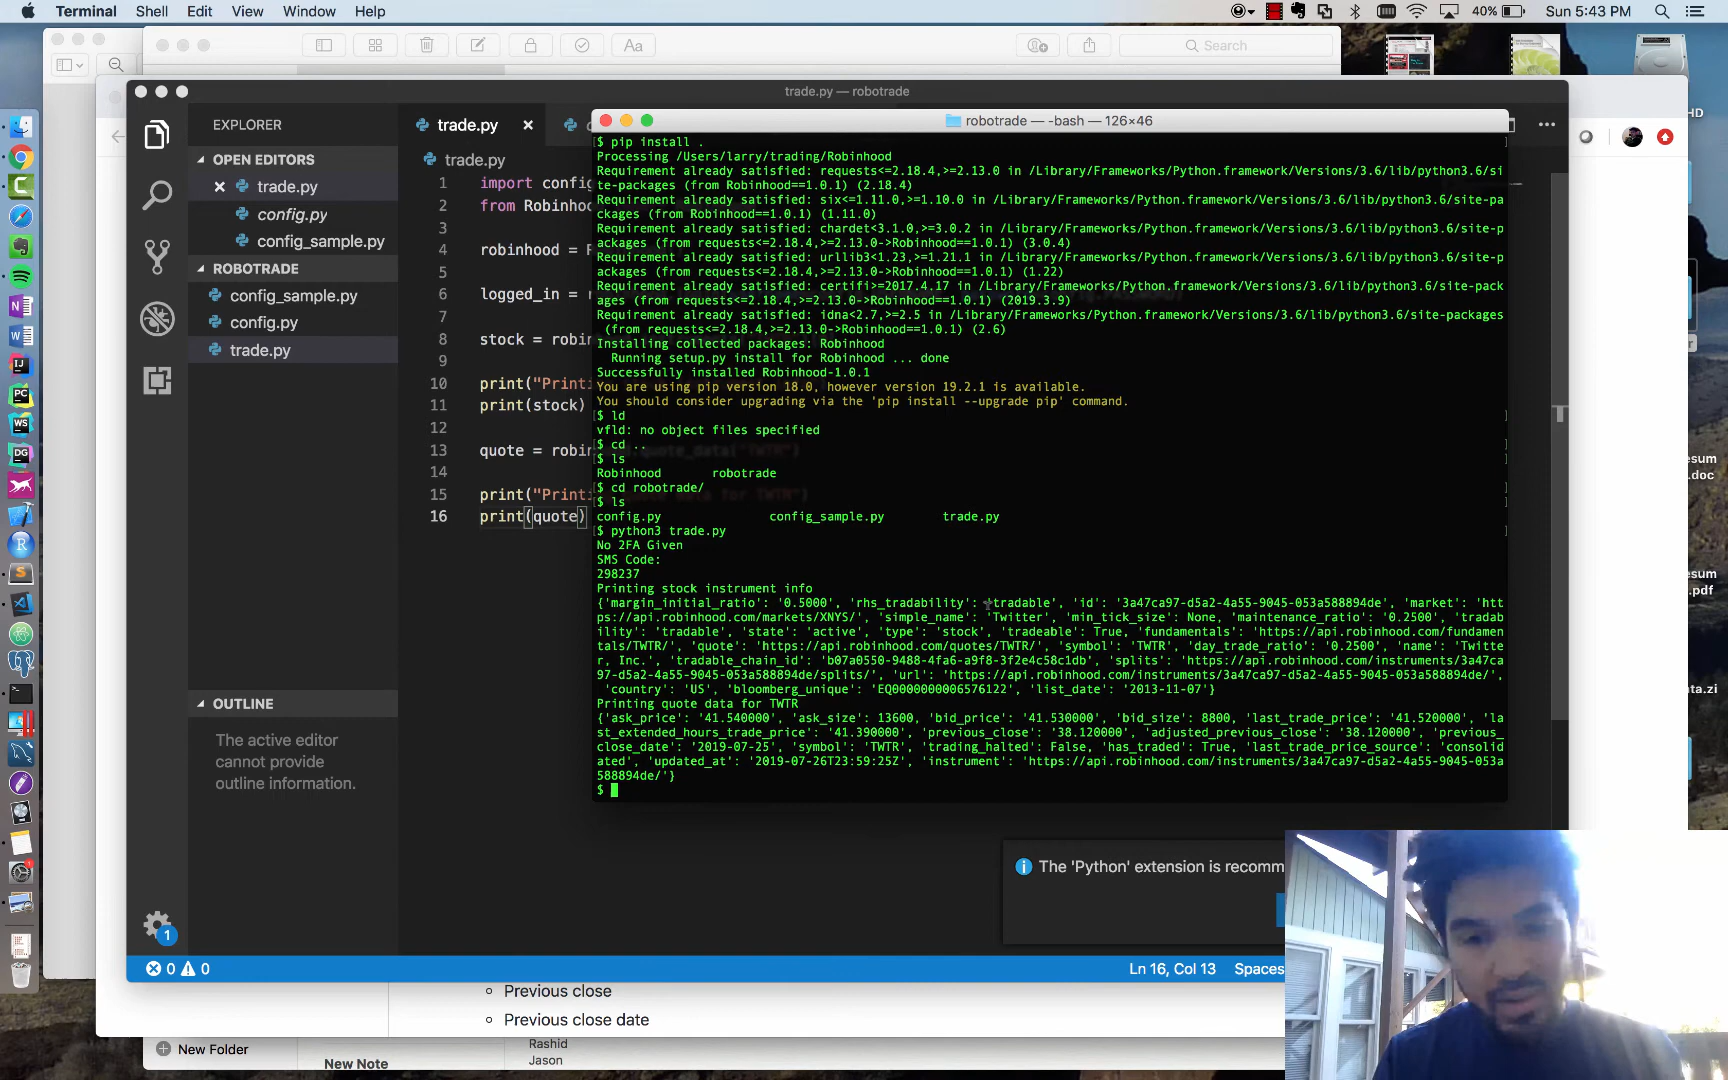 Terminal Shell Edit View Window Help
40% Sun 5:43 PM
Aa
Search
trade.py — robotrade
EXPLORER
OPEN EDITORS
trade.py
config.py
config_sample.py
ROBOTRADE
config_sample.py
config.py
trade.py
OUTLINE
The active editor
cannot provide
outline information.
trade.py
trade.py
1 import config
2 from Robinhoo
3
4 robinhood = R
5
6 logged_in = r
7
8 stock = robin
9
10 print("Printi
11 print(stock)
12
13 quote = robin
14
15 print("Printi
16 print(quote)
robotrade — -bash — 126×46
$ pip install .
Processing /Users/larry/trading/Robinhood
Requirement already satisfied: requests<=2.18.4,>=2.13.0 in /Library/Frameworks/Python.framework/Versions/3.6/lib/python3.6/si
te-packages (from Robinhood==1.0.1) (2.18.4)
Requirement already satisfied: six<=1.11.0,>=1.10.0 in /Library/Frameworks/Python.framework/Versions/3.6/lib/python3.6/site-pa
ckages (from Robinhood==1.0.1) (1.11.0)
Requirement already satisfied: chardet<3.1.0,>=3.0.2 in /Library/Frameworks/Python.framework/Versions/3.6/lib/python3.6/site-p
ackages (from requests<=2.18.4,>=2.13.0->Robinhood==1.0.1) (3.0.4)
Requirement already satisfied: urllib3<1.23,>=1.21.1 in /Library/Frameworks/Python.framework/Versions/3.6/lib/python3.6/site-p
ackages (from requests<=2.18.4,>=2.13.0->Robinhood==1.0.1) (1.22)
Requirement already satisfied: certifi>=2017.4.17 in /Library/Frameworks/Python.framework/Versions/3.6/lib/python3.6/site-pack
ages (from requests<=2.18.4,>=2.13.0->Robinhood==1.0.1) (2019.3.9)
Requirement already satisfied: idna<2.7,>=2.5 in /Library/Frameworks/Python.framework/Versions/3.6/lib/python3.6/site-packages
(from requests<=2.18.4,>=2.13.0->Robinhood==1.0.1) (2.6)
Installing collected packages: Robinhood
Running setup.py install for Robinhood ... done
Successfully installed Robinhood-1.0.1
You are using pip version 18.0, however version 19.2.1 is available.
You should consider upgrading via the 'pip install --upgrade pip' command.
$ ld
vfld: no object files specified
$ cd ..
$ ls
Robinhood robotrade
$ cd robotrade/
$ ls
config.py config_sample.py trade.py
$ python3 trade.py
No 2FA Given
SMS Code:
298237
Printing stock instrument info
{'margin_initial_ratio': '0.5000', 'rhs_tradability': 'tradable', 'id': '3a47ca97-d5a2-4a55-9045-053a588894de', 'market': 'htt
ps://api.robinhood.com/markets/XNYS/', 'simple_name': 'Twitter', 'min_tick_size': None, 'maintenance_ratio': '0.2500', 'tradab
ility': 'tradable', 'state': 'active', 'type': 'stock', 'tradeable': True, 'fundamentals': 'https://api.robinhood.com/fundamen
tals/TWTR/', 'quote': 'https://api.robinhood.com/quotes/TWTR/', 'symbol': 'TWTR', 'day_trade_ratio': '0.2500', 'name': 'Twitte
r, Inc.', 'tradable_chain_id': 'b07a0550-9488-4fa6-a9f8-3f2e4c58c1db', 'splits': 'https://api.robinhood.com/instruments/3a47ca
97-d5a2-4a55-9045-053a588894de/splits/', 'url': 'https://api.robinhood.com/instruments/3a47ca97-d5a2-4a55-9045-053a588894de/',
'country': 'US', 'bloomberg_unique': 'EQ0000000006576122', 'list_date': '2013-11-07'}
Printing quote data for TWTR
{'ask_price': '41.540000', 'ask_size': 13600, 'bid_price': '41.530000', 'bid_size': 8800, 'last_trade_price': '41.520000', 'la
st_extended_hours_trade_price': '41.390000', 'previous_close': '38.120000', 'adjusted_previous_close': '38.120000', 'previous_
close_date': '2019-07-25', 'symbol': 'TWTR', 'trading_halted': False, 'has_traded': True, 'last_trade_price_source': 'consolid
ated', 'updated_at': '2019-07-26T23:59:25Z', 'instrument': 'https://api.robinhood.com/instruments/3a47ca97-d5a2-4a55-9045-053a
588894de/'}
$
The 'Python' extension is recomm
1
0 0
Ln 16, Col 13 Spaces
Previous close
Previous close date
Rashid
Jason
New Folder
New Note
HD
esum
.doc
esum
.pdf
ta.zi